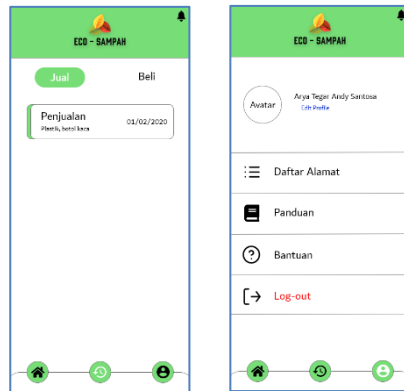 ECO - SAMPAH
Jual
Beli
Penjualan
Plastik, botol kaca
01/02/2020
ECO - SAMPAH
Avatar
Arya Tegar Andy Santosa
Edit Profile
Daftar Alamat
Panduan
?
Bantuan
Log-out